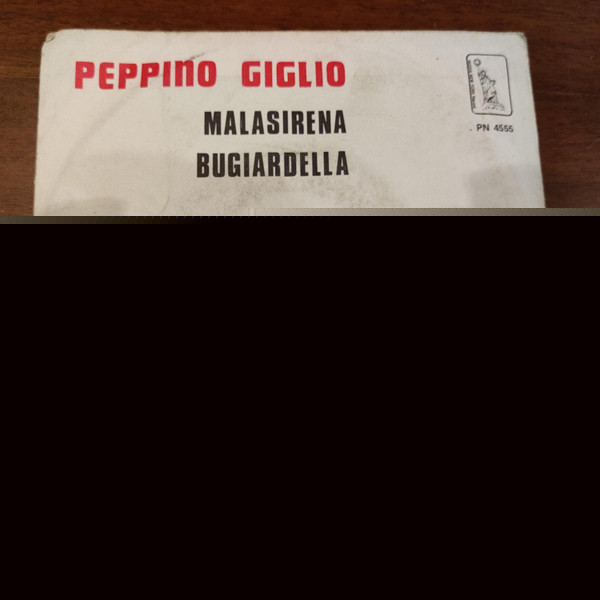 PEPPINO GIGLIO
MALASIRENA
BUGIARDELLA
PN 4555